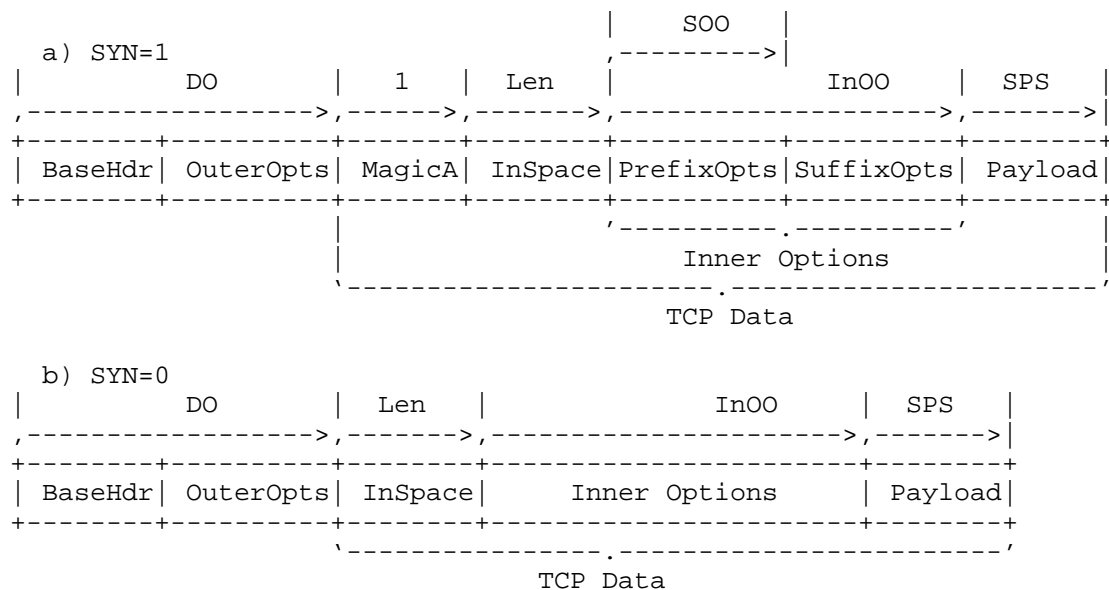 SOO
a) SYN=1
DO 1 Len InOO SPS
BaseHdr OuterOpts MagicA InSpace PrefixOpts SuffixOpts Payload
Inner Options
TCP Data
b) SYN=0
DO Len InOO SPS
BaseHdr OuterOpts InSpace Inner Options Payload
TCP Data